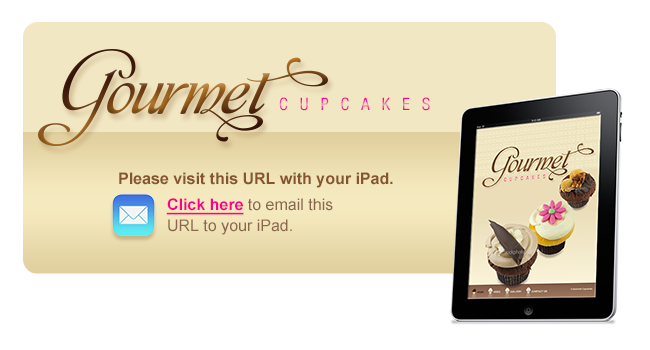 Gourmet
CUPCAKES
Please visit this URL with your iPad.
Click here to email this
URL to your iPad.
Gourmet
CUPCAKES